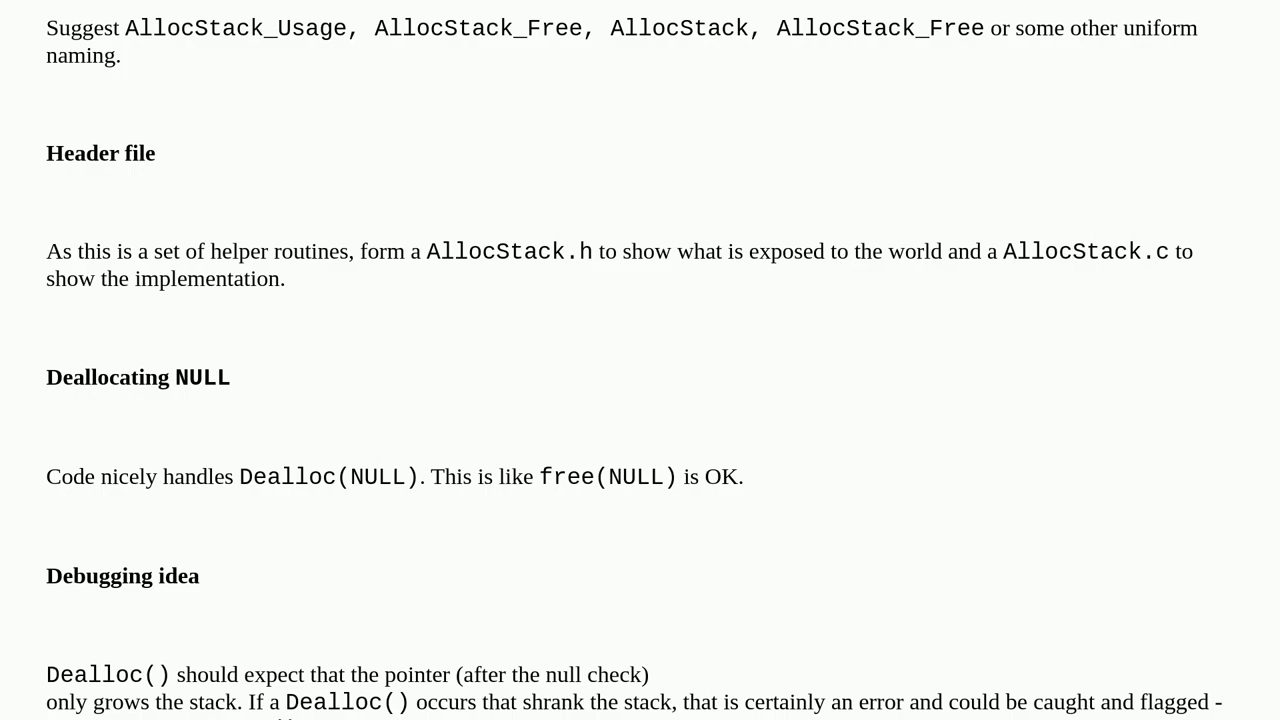 Suggest AllocStack_Usage, AllocStack_Free, AllocStack, AllocStack_Free or some other uniform
naming.
Header file
As this is a set of helper routines, form a AllocStack.h to show what is exposed to the world and a AllocStack.c to
show the implementation.
Deallocating NULL
Code nicely handles Dealloc(NULL). This is like free(NULL) is OK.
Debugging idea
Dealloc() should expect that the pointer (after the null check)
only grows the stack. If a Dealloc() occurs that shrank the stack, that is certainly an error and could be caught and flagged -